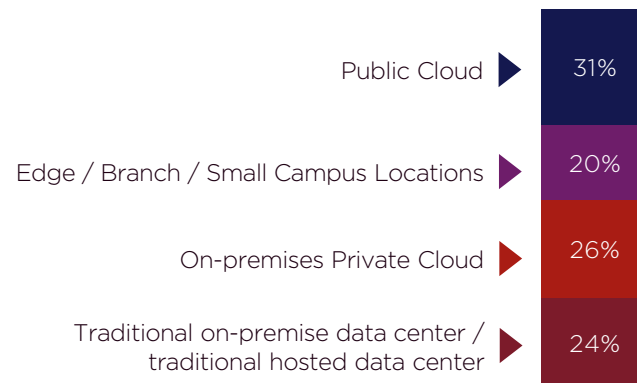 Public Cloud 31%
Edge / Branch / Small Campus Locations 20%
On-premises Private Cloud 26%
Traditional on-premise data center /
traditional hosted data center 24%